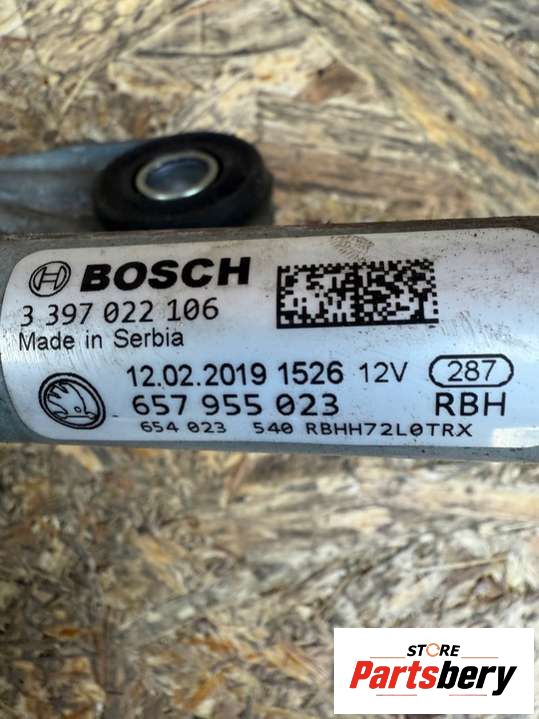 BOSCH
3 397 022 106
Made in Serbia
12.02.2019 1526 12V 287
657 955 023 RBH
654 023 540 RBHH72L0TRX
STORE
Partsbery